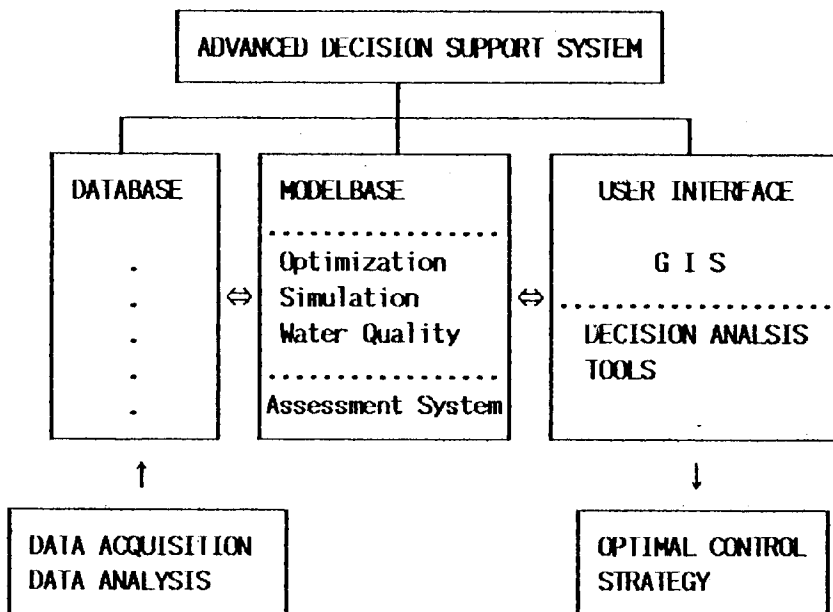 ADVANCED DECISION SUPPORT SYSTEM
DATABASE
.
.
.
.
.
⇔
MODELBASE
....................
Optimization
Simulation
Water Quality
....................
Assessment System
⇔
USER INTERFACE
G I S
....................
DECISION ANALSIS
TOOLS
↑
↓
DATA ACQUISITION
DATA ANALYSIS
OPTIMAL CONTROL
STRATEGY